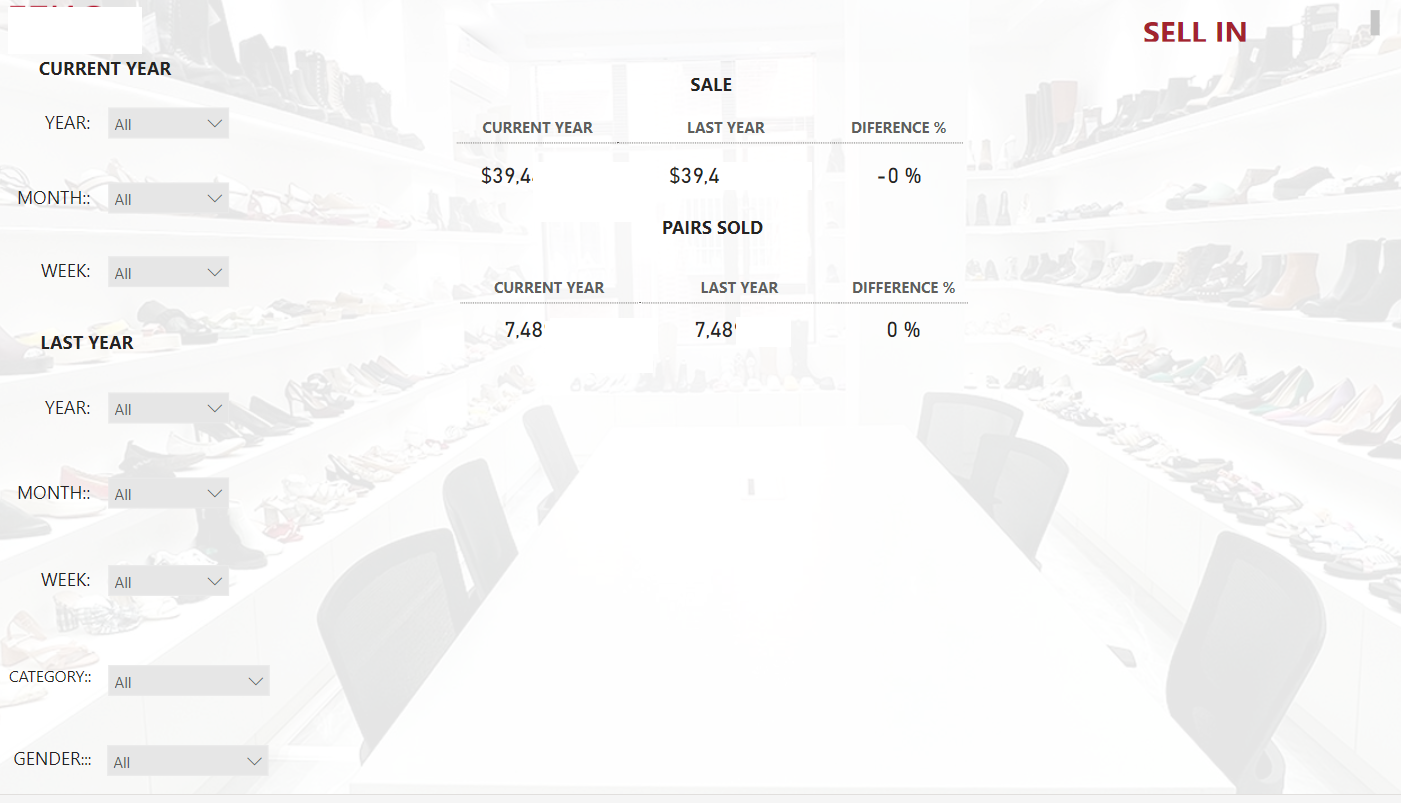 SELL IN
CURRENT YEAR
YEAR: All
MONTH:: All
WEEK: All
LAST YEAR
YEAR: All
MONTH:: All
WEEK: All
CATEGORY:: All
GENDER::: All
SALE
CURRENT YEAR LAST YEAR DIFERENCE %
$39,4 $39,4 -0 %
PAIRS SOLD
CURRENT YEAR LAST YEAR DIFFERENCE %
7,48 7,48 0 %